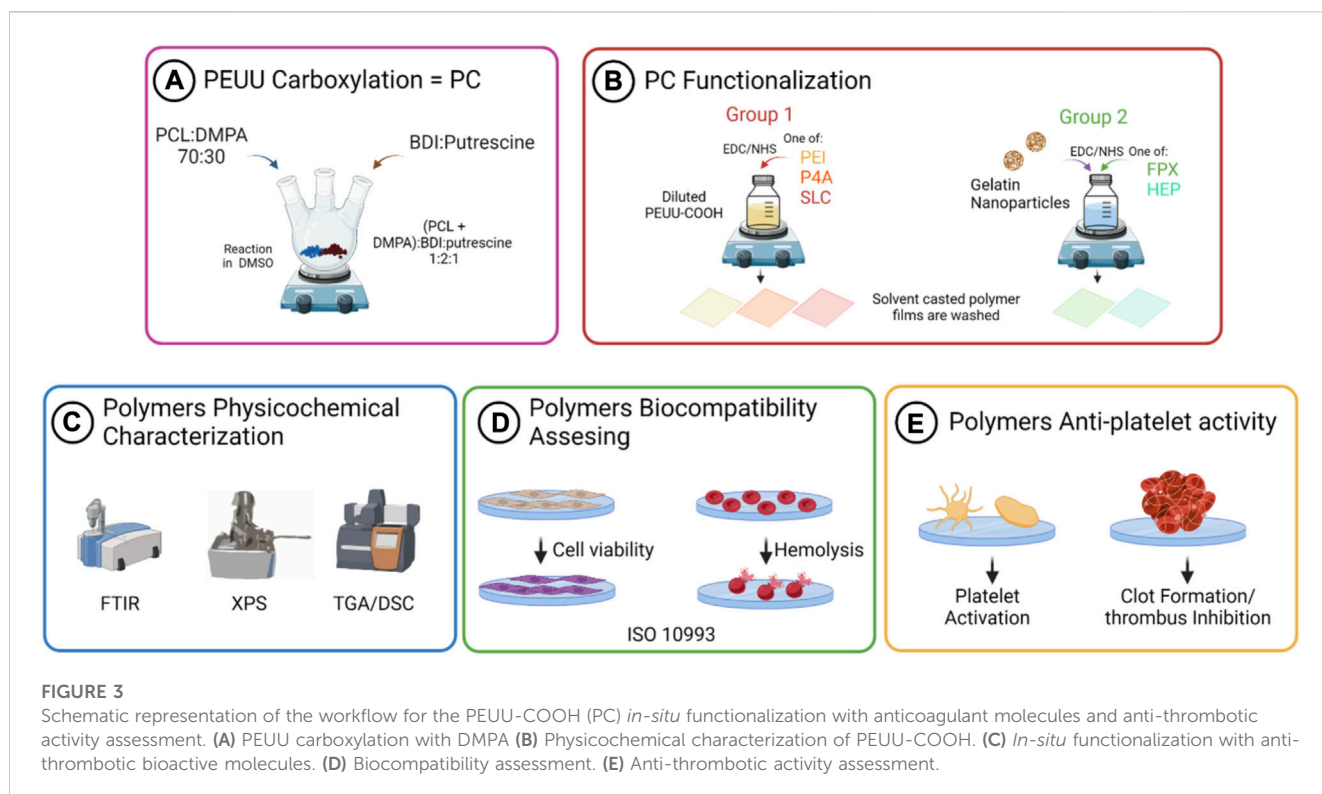 A PEUU Carboxylation = PC
PCL:DMPA
70:30
BDI:Putrescine
Reaction
in DMSO
(PCL +
DMPA):BDI:putrescine
1:2:1
B PC Functionalization
Group 1
EDC/NHS
One of:
PEI
P4A
SLC
Diluted
PEUU-COOH
Group 2
EDC/NHS One of:
FPX
HEP
Gelatin
Nanoparticles
Solvent casted polymer
films are washed
C Polymers Physicochemical
Characterization
FTIR
XPS
TGA/DSC
D Polymers Biocompatibility
Assesing
Cell viability
Hemolysis
ISO 10993
E Polymers Anti-platelet activity
Platelet
Activation
Clot Formation/
thrombus Inhibition
FIGURE 3
Schematic representation of the workflow for the PEUU-COOH (PC) in-situ functionalization with anticoagulant molecules and anti-thrombotic
activity assessment. (A) PEUU carboxylation with DMPA (B) Physicochemical characterization of PEUU-COOH. (C) In-situ functionalization with anti-
thrombotic bioactive molecules. (D) Biocompatibility assessment. (E) Anti-thrombotic activity assessment.